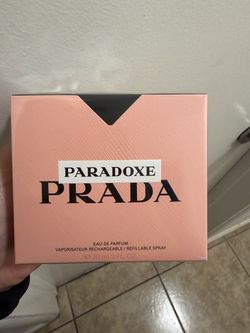 PARADOXE
PRADA
EAU DE PARFUM
VAPORISATEUR RECHARGEABLE / REFILLABLE SPRAY